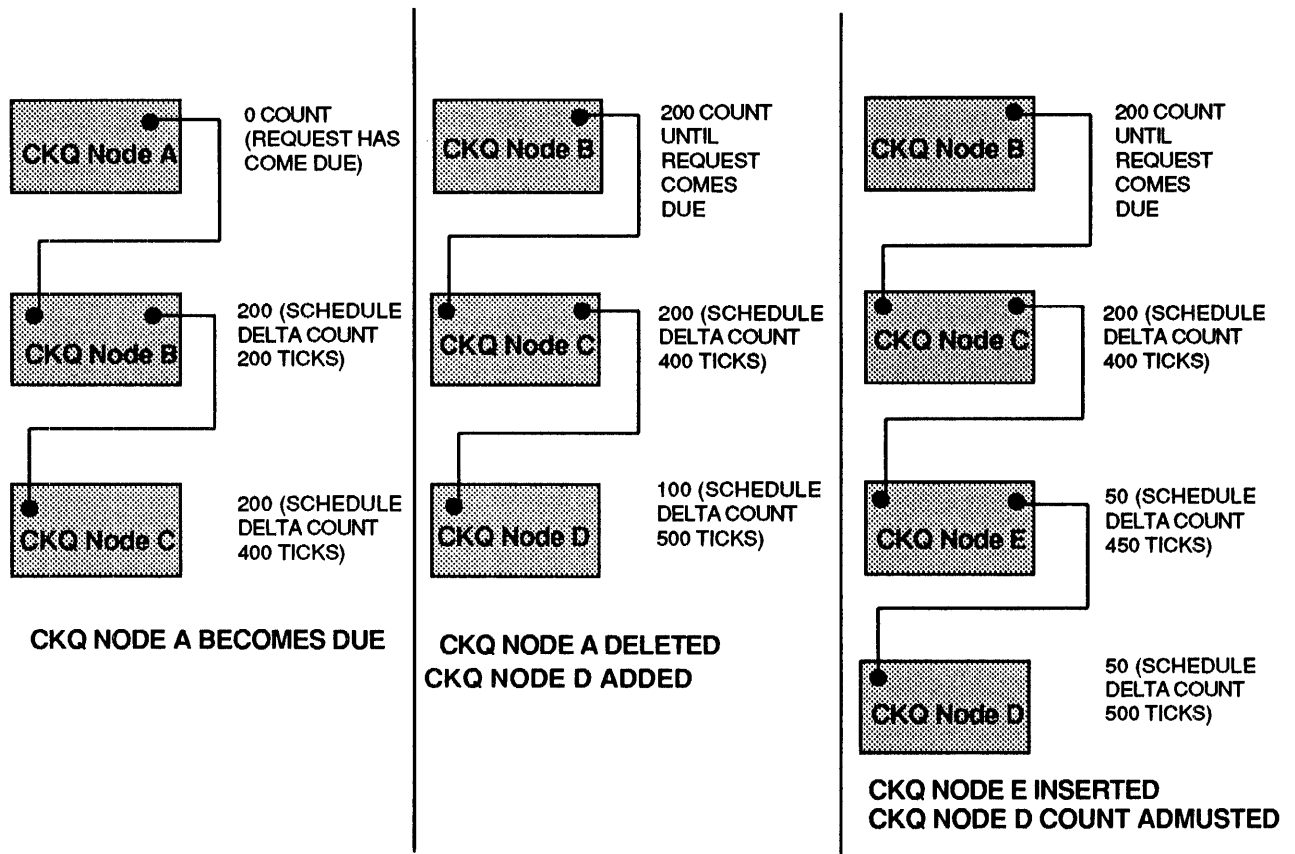 CKQ Node A
0 COUNT
(REQUEST HAS
COME DUE)
CKQ Node B
200 (SCHEDULE
DELTA COUNT
200 TICKS)
CKQ Node C
200 (SCHEDULE
DELTA COUNT
400 TICKS)
CKQ NODE A BECOMES DUE
CKQ Node B
200 COUNT
UNTIL
REQUEST
COMES
DUE
CKQ Node C
200 (SCHEDULE
DELTA COUNT
400 TICKS)
CKQ Node D
100 (SCHEDULE
DELTA COUNT
500 TICKS)
CKQ NODE A DELETED
CKQ NODE D ADDED
CKQ Node B
200 COUNT
UNTIL
REQUEST
COMES
DUE
CKQ Node C
200 (SCHEDULE
DELTA COUNT
400 TICKS)
CKQ Node E
50 (SCHEDULE
DELTA COUNT
450 TICKS)
CKQ Node D
50 (SCHEDULE
DELTA COUNT
500 TICKS)
CKQ NODE E INSERTED
CKQ NODE D COUNT ADMUSTED